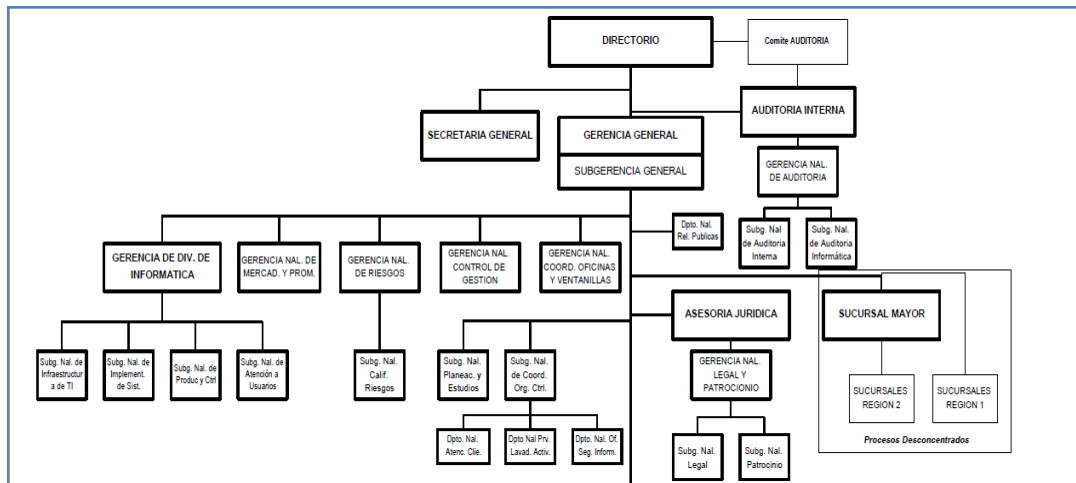 DIRECTORIO
Comite AUDITORIA
AUDITORIA INTERNA
SECRETARIA GENERAL
GERENCIA GENERAL
SUBGERENCIA GENERAL
GERENCIA NAL.
DE AUDITORIA
Dpto. Nal.
Rel. Publicas
Subg. Nal
de Auditoria
Interna
Subg. Nal.
de Auditoria
Informática
GERENCIA DE DIV. DE
INFORMATICA
GERENCIA NAL. DE
MERCAD. Y PROM.
GERENCIA NAL.
DE RIESGOS
GERENCIA NAL.
CONTROL DE
GESTION
GERENCIA NAL.
COORD. OFICINAS
Y VENTANILLAS
ASESORIA JURIDICA
SUCURSAL MAYOR
Subg. Nal. de
Infraestructur
a de TI
Subg. Nal. de
Implement.
de Sist.
Subg. Nal. de
Produc y Ctrl
Subg. Nal. de
Atención a
Usuarios
Subg. Nal.
Calif.
Riesgos
Subg. Nal.
Planeac. y
Estudios
Subg. Nal.
de Coord.
Org. Ctrl.
GERENCIA NAL.
LEGAL Y
PATROCIONIO
SUCURSALES
REGION 2
SUCURSALES
REGION 1
Dpto. Nal.
Atenc. Clie.
Dpto Nal Prv.
Lavad. Activ.
Dpto. Nal. Of.
Seg. Inform.
Subg. Nal.
Legal
Subg. Nal.
Patrocinio
Procesos Desconcentrados